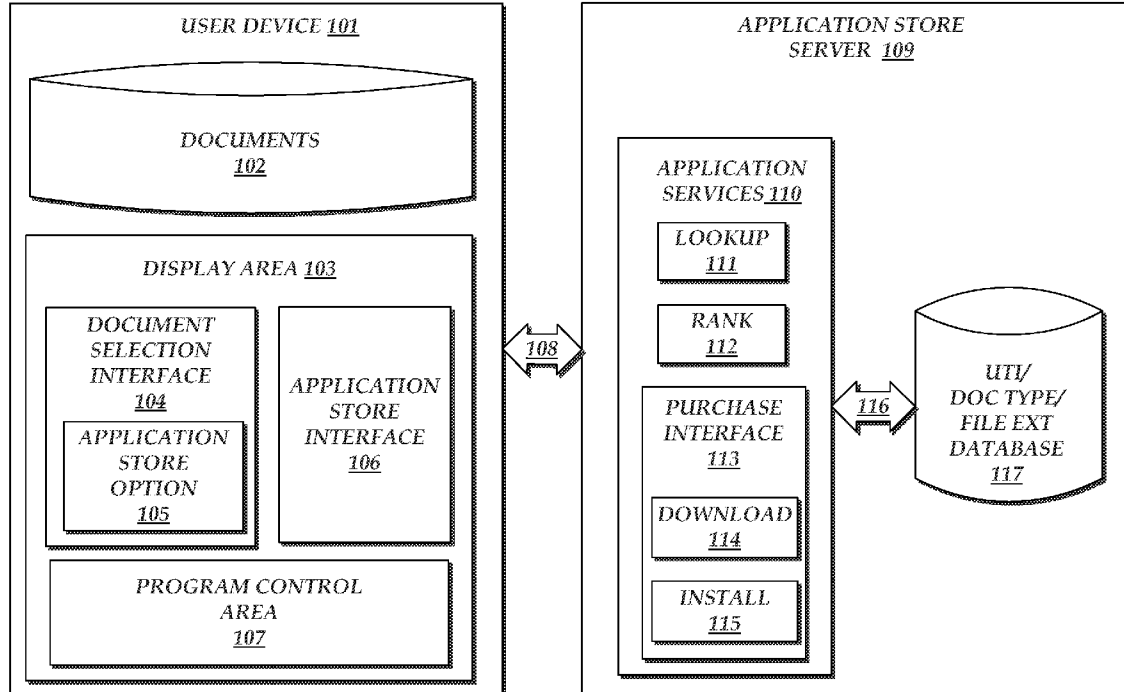 USER DEVICE 101
DOCUMENTS
102
DISPLAY AREA 103
DOCUMENT
SELECTION
INTERFACE
104
APPLICATION
STORE
OPTION
105
APPLICATION
STORE
INTERFACE
106
PROGRAM CONTROL
AREA
107
108
APPLICATION STORE
SERVER 109
APPLICATION
SERVICES 110
LOOKUP
111
RANK
112
PURCHASE
INTERFACE
113
DOWNLOAD
114
INSTALL
115
116
UTI/
DOC TYPE/
FILE EXT
DATABASE
117